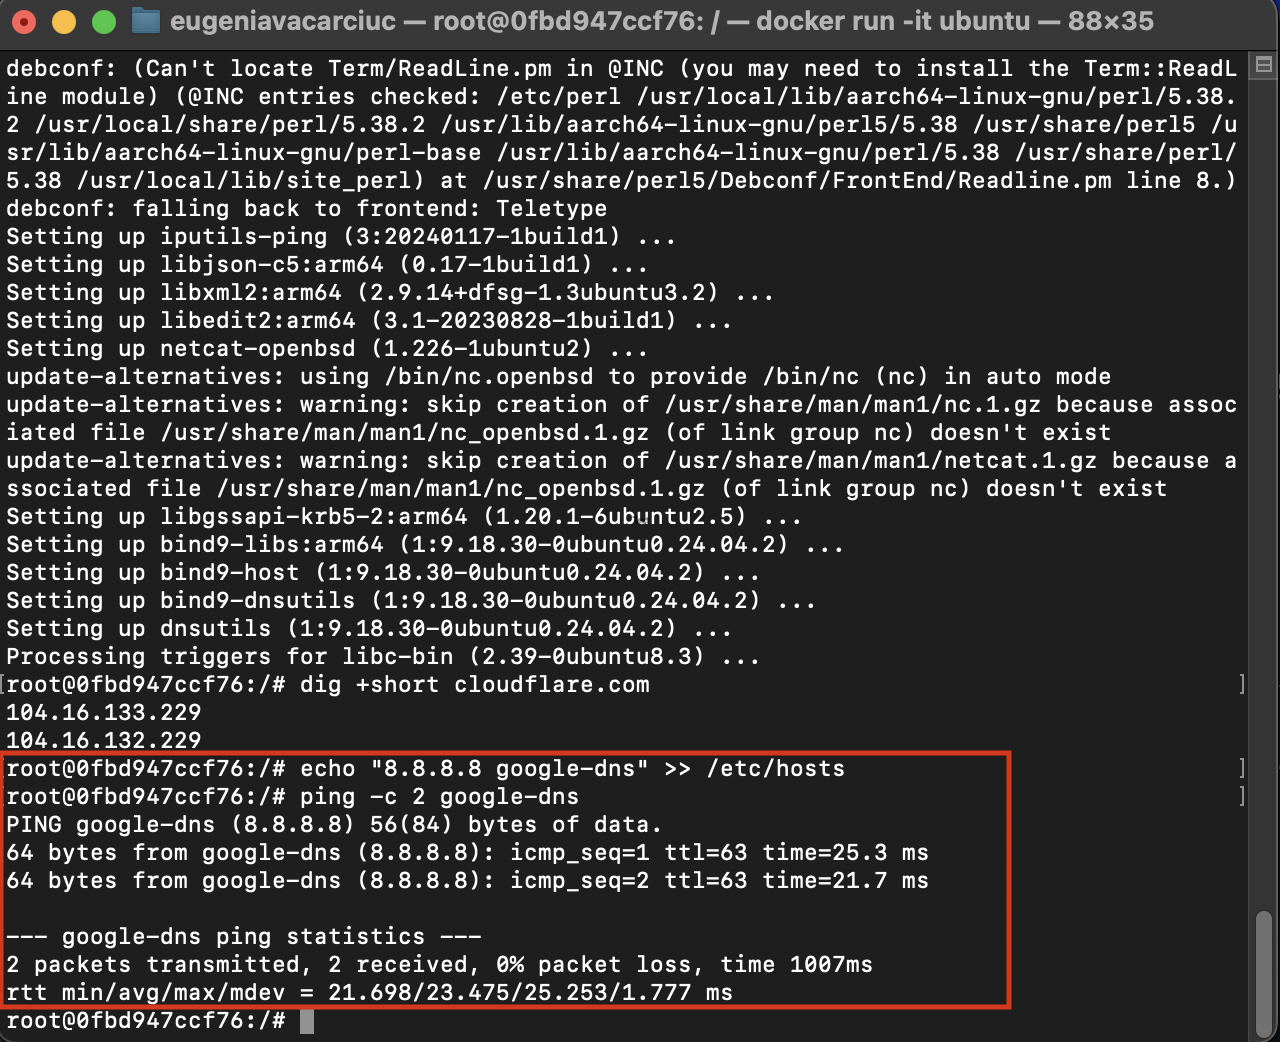 eugeniavacarciuc — root@0fbd947ccf76: / — docker run -it ubuntu — 88×35
debconf: (Can't locate Term/ReadLine.pm in @INC (you may need to install the Term::ReadL
ine module) (@INC entries checked: /etc/perl /usr/local/lib/aarch64-linux-gnu/perl/5.38.
2 /usr/local/share/perl/5.38.2 /usr/lib/aarch64-linux-gnu/perl5/5.38 /usr/share/perl5 /u
sr/lib/aarch64-linux-gnu/perl-base /usr/lib/aarch64-linux-gnu/perl/5.38 /usr/share/perl/
5.38 /usr/local/lib/site_perl) at /usr/share/perl5/Debconf/FrontEnd/Readline.pm line 8.)
debconf: falling back to frontend: Teletype
Setting up iputils-ping (3:20240117-1build1) ...
Setting up libjson-c5:arm64 (0.17-1build1) ...
Setting up libxml2:arm64 (2.9.14+dfsg-1.3ubuntu3.2) ...
Setting up libedit2:arm64 (3.1-20230828-1build1) ...
Setting up netcat-openbsd (1.226-1ubuntu2) ...
update-alternatives: using /bin/nc.openbsd to provide /bin/nc (nc) in auto mode
update-alternatives: warning: skip creation of /usr/share/man/man1/nc.1.gz because assoc
iated file /usr/share/man/man1/nc_openbsd.1.gz (of link group nc) doesn't exist
update-alternatives: warning: skip creation of /usr/share/man/man1/netcat.1.gz because a
ssociated file /usr/share/man/man1/nc_openbsd.1.gz (of link group nc) doesn't exist
Setting up libgssapi-krb5-2:arm64 (1.20.1-6ubuntu2.5) ...
Setting up bind9-libs:arm64 (1:9.18.30-0ubuntu0.24.04.2) ...
Setting up bind9-host (1:9.18.30-0ubuntu0.24.04.2) ...
Setting up bind9-dnsutils (1:9.18.30-0ubuntu0.24.04.2) ...
Setting up dnsutils (1:9.18.30-0ubuntu0.24.04.2) ...
Processing triggers for libc-bin (2.39-0ubuntu8.3) ...
[root@0fbd947ccf76:/# dig +short cloudflare.com ]
104.16.133.229
104.16.132.229
root@0fbd947ccf76:/# echo "8.8.8.8 google-dns" >> /etc/hosts ]
root@0fbd947ccf76:/# ping -c 2 google-dns ]
PING google-dns (8.8.8.8) 56(84) bytes of data.
64 bytes from google-dns (8.8.8.8): icmp_seq=1 ttl=63 time=25.3 ms
64 bytes from google-dns (8.8.8.8): icmp_seq=2 ttl=63 time=21.7 ms
--- google-dns ping statistics ---
2 packets transmitted, 2 received, 0% packet loss, time 1007ms
rtt min/avg/max/mdev = 21.698/23.475/25.253/1.777 ms
root@0fbd947ccf76:/#